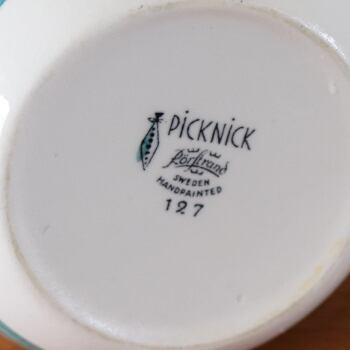 PICKNICK
Rörstrand
SWEDEN
HANDPAINTED
127